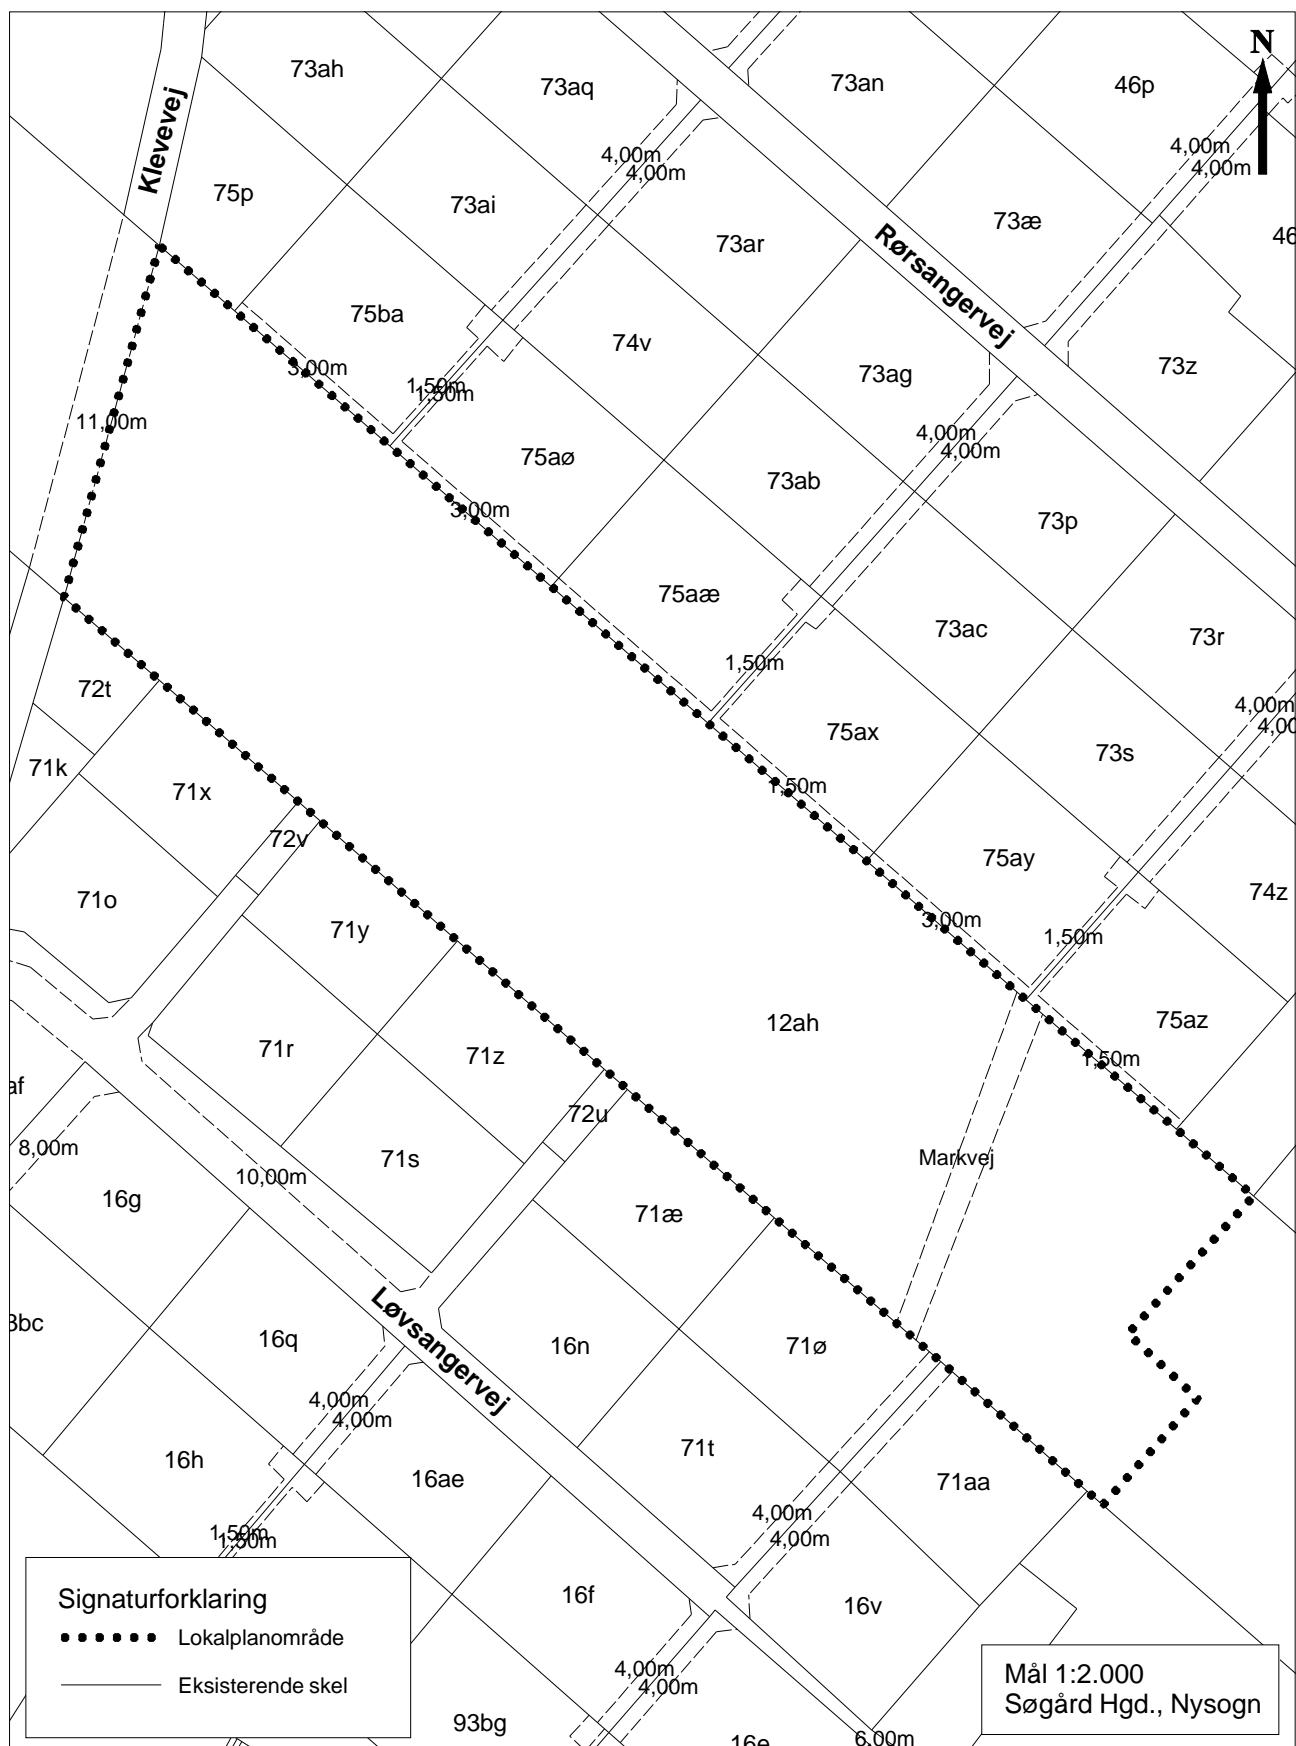 73ah
73aq
73an
46p
N
Klevevej
4,00m
4,00m
4,00m
4,00m
75p
73ai
73ar
73æ
46
Rørsangervej
75ba
74v
73ag
73z
3,00m
1,50m
1,50m
11,00m
4,00m
4,00m
75aø
73ab
73p
3,00m
75aæ
73ac
73r
1,50m
72t
4,00m
4,00
75ax
73s
71k
71x
1,50m
72v
75ay
74z
71o
71y
3,00m
1,50m
12ah
75az
71r
71z
1,50m
af
72u
8,00m
71s
Markvej
10,00m
16g
71æ
3bc
16q
Løvsangervej
16n
71ø
4,00m
4,00m
16h
16ae
71t
71aa
4,00m
4,00m
1,50m
1,50m
Signaturforklaring
Lokalplanområde
Eksisterende skel
16f
16v
4,00m
4,00m
93bg
16e
6,00m
Mål 1:2.000
Søgård Hgd., Nysogn